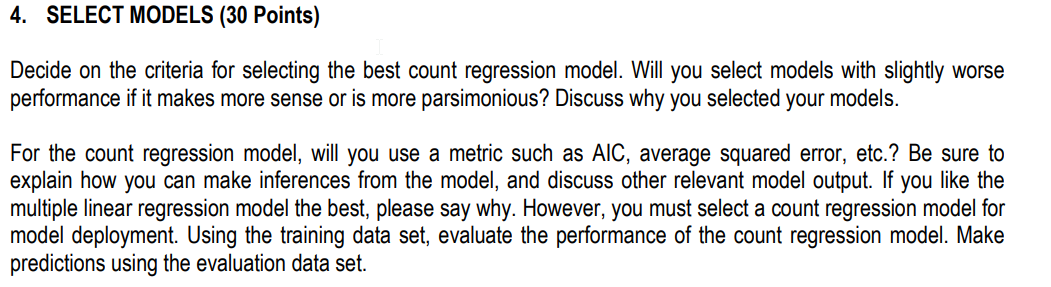 4. SELECT MODELS (30 Points)
Decide on the criteria for selecting the best count regression model. Will you select models with slightly worse
performance if it makes more sense or is more parsimonious? Discuss why you selected your models.
For the count regression model, will you use a metric such as AIC, average squared error, etc.? Be sure to
explain how you can make inferences from the model, and discuss other relevant model output. If you like the
multiple linear regression model the best, please say why. However, you must select a count regression model for
model deployment. Using the training data set, evaluate the performance of the count regression model. Make
predictions using the evaluation data set.